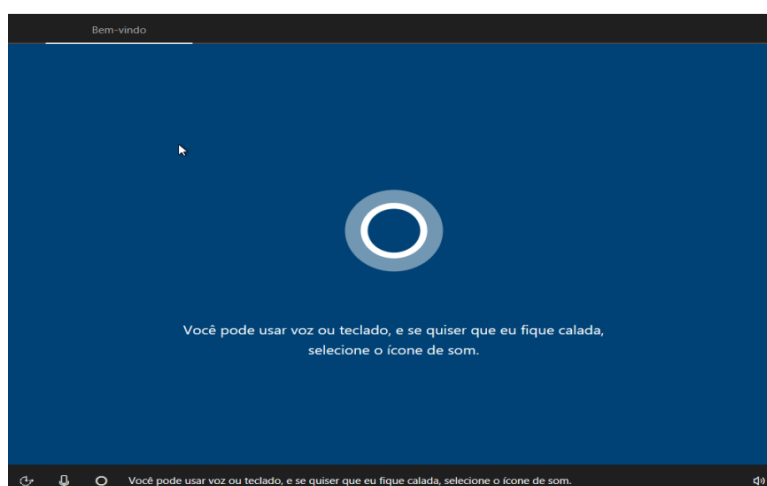 Bem-vindo
Você pode usar voz ou teclado, e se quiser que eu fique calada,
selecione o ícone de som.
Você pode usar voz ou teclado, e se quiser que eu fique calada, selecione o ícone de som.